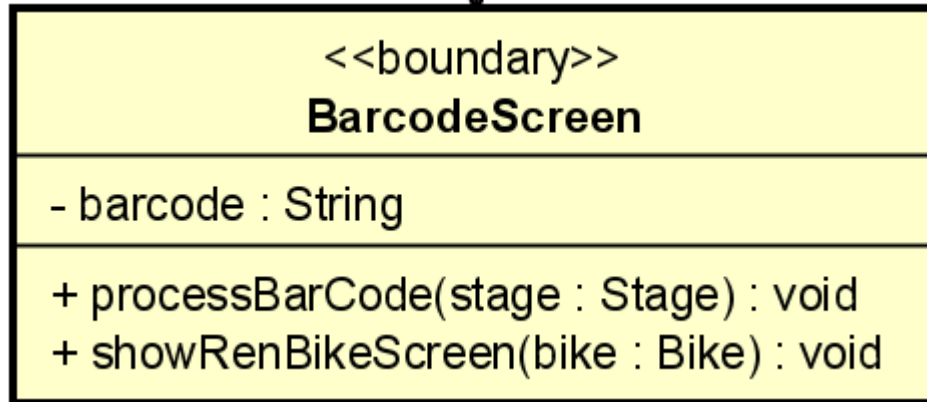 <<boundary>>
BarcodeScreen
- barcode : String
+ processBarCode(stage : Stage) : void
+ showRenBikeScreen(bike : Bike) : void